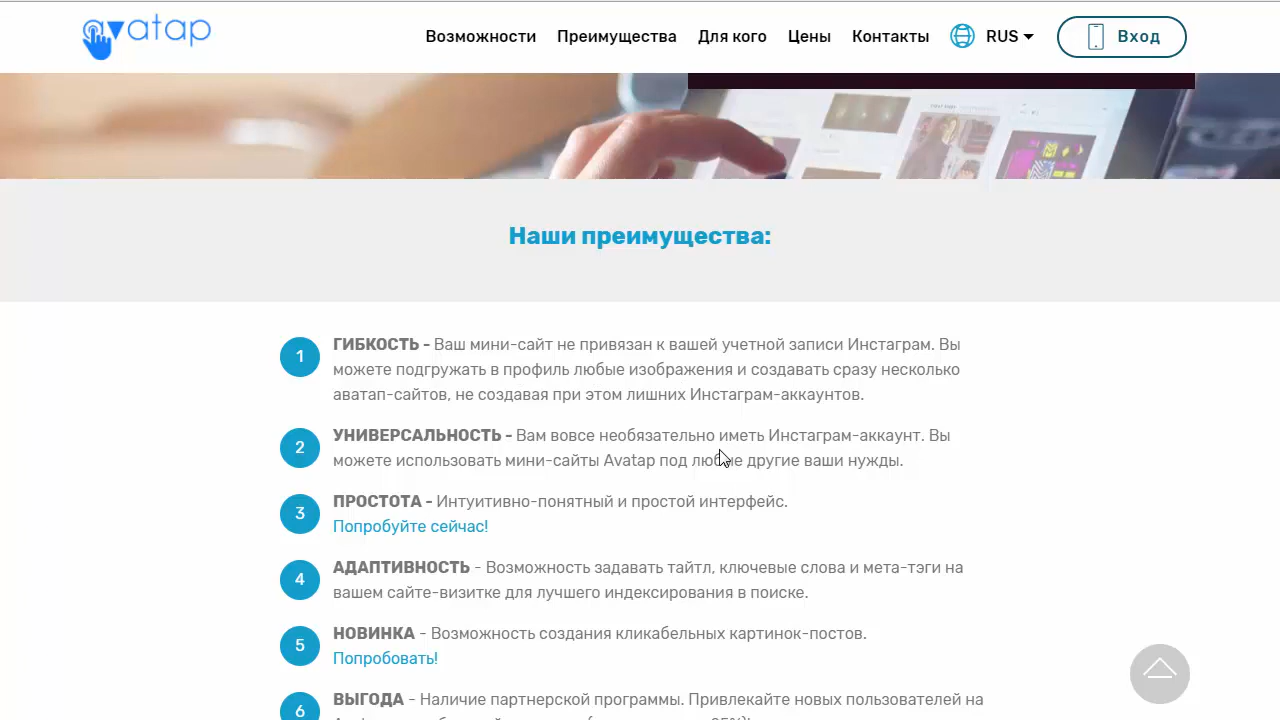 avatap
Возможности Преимущества Для кого Цены Контакты RUS Вход
Наши преимущества:
1 ГИБКОСТЬ - Ваш мини-сайт не привязан к вашей учетной записи Инстаграм. Вы
можете подгружать в профиль любые изображения и создавать сразу несколько
аватап-сайтов, не создавая при этом лишних Инстаграм-аккаунтов.
2 УНИВЕРСАЛЬНОСТЬ - Вам вовсе необязательно иметь Инстаграм-аккаунт. Вы
можете использовать мини-сайты Avatap под любые другие ваши нужды.
3 ПРОСТОТА - Интуитивно-понятный и простой интерфейс.
Попробуйте сейчас!
4 АДАПТИВНОСТЬ - Возможность задавать тайтл, ключевые слова и мета-тэги на
вашем сайте-визитке для лучшего индексирования в поиске.
5 НОВИНКА - Возможность создания кликабельных картинок-постов.
Попробовать!
6 ВЫГОДА - Наличие партнерской программы. Привлекайте новых пользователей на